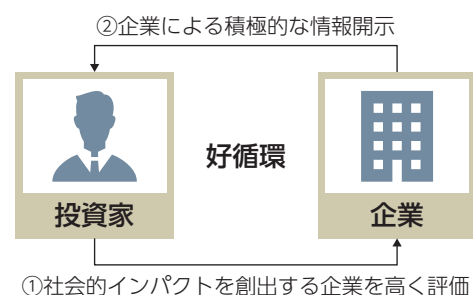 ②企業による積極的な情報開示
好循環
投資家
企業
①社会的インパクトを創出する企業を高く評価